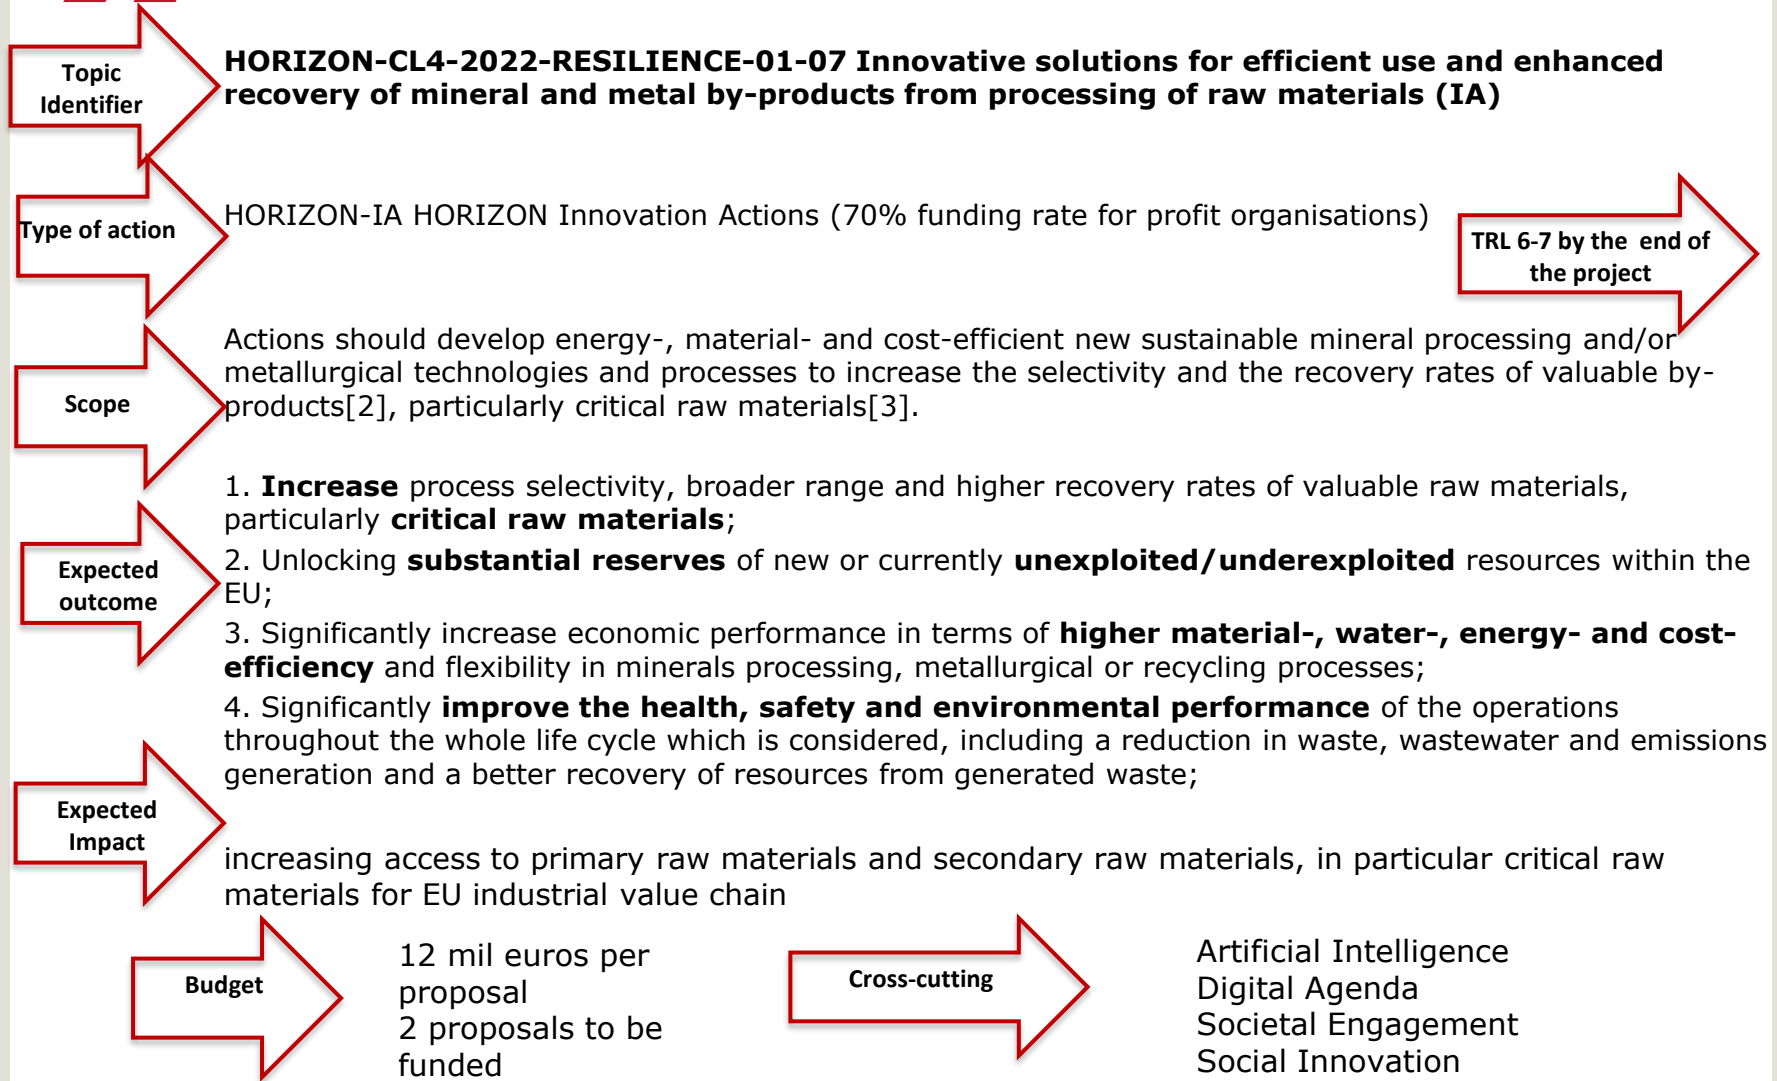 Topic
Identifier
HORIZON-CL4-2022-RESILIENCE-01-07 Innovative solutions for efficient use and enhanced
recovery of mineral and metal by-products from processing of raw materials (IA)
Type of action
HORIZON-IA HORIZON Innovation Actions (70% funding rate for profit organisations)
TRL 6-7 by the end of
the project
Scope
Actions should develop energy-, material- and cost-efficient new sustainable mineral processing and/or
metallurgical technologies and processes to increase the selectivity and the recovery rates of valuable by-
products[2], particularly critical raw materials[3].
Expected
outcome
1. Increase process selectivity, broader range and higher recovery rates of valuable raw materials,
particularly critical raw materials;
2. Unlocking substantial reserves of new or currently unexploited/underexploited resources within the
EU;
3. Significantly increase economic performance in terms of higher material-, water-, energy- and cost-
efficiency and flexibility in minerals processing, metallurgical or recycling processes;
4. Significantly improve the health, safety and environmental performance of the operations
throughout the whole life cycle which is considered, including a reduction in waste, wastewater and emissions
generation and a better recovery of resources from generated waste;
Expected
Impact
increasing access to primary raw materials and secondary raw materials, in particular critical raw
materials for EU industrial value chain
Budget
12 mil euros per
proposal
2 proposals to be
funded
Cross-cutting
Artificial Intelligence
Digital Agenda
Societal Engagement
Social Innovation